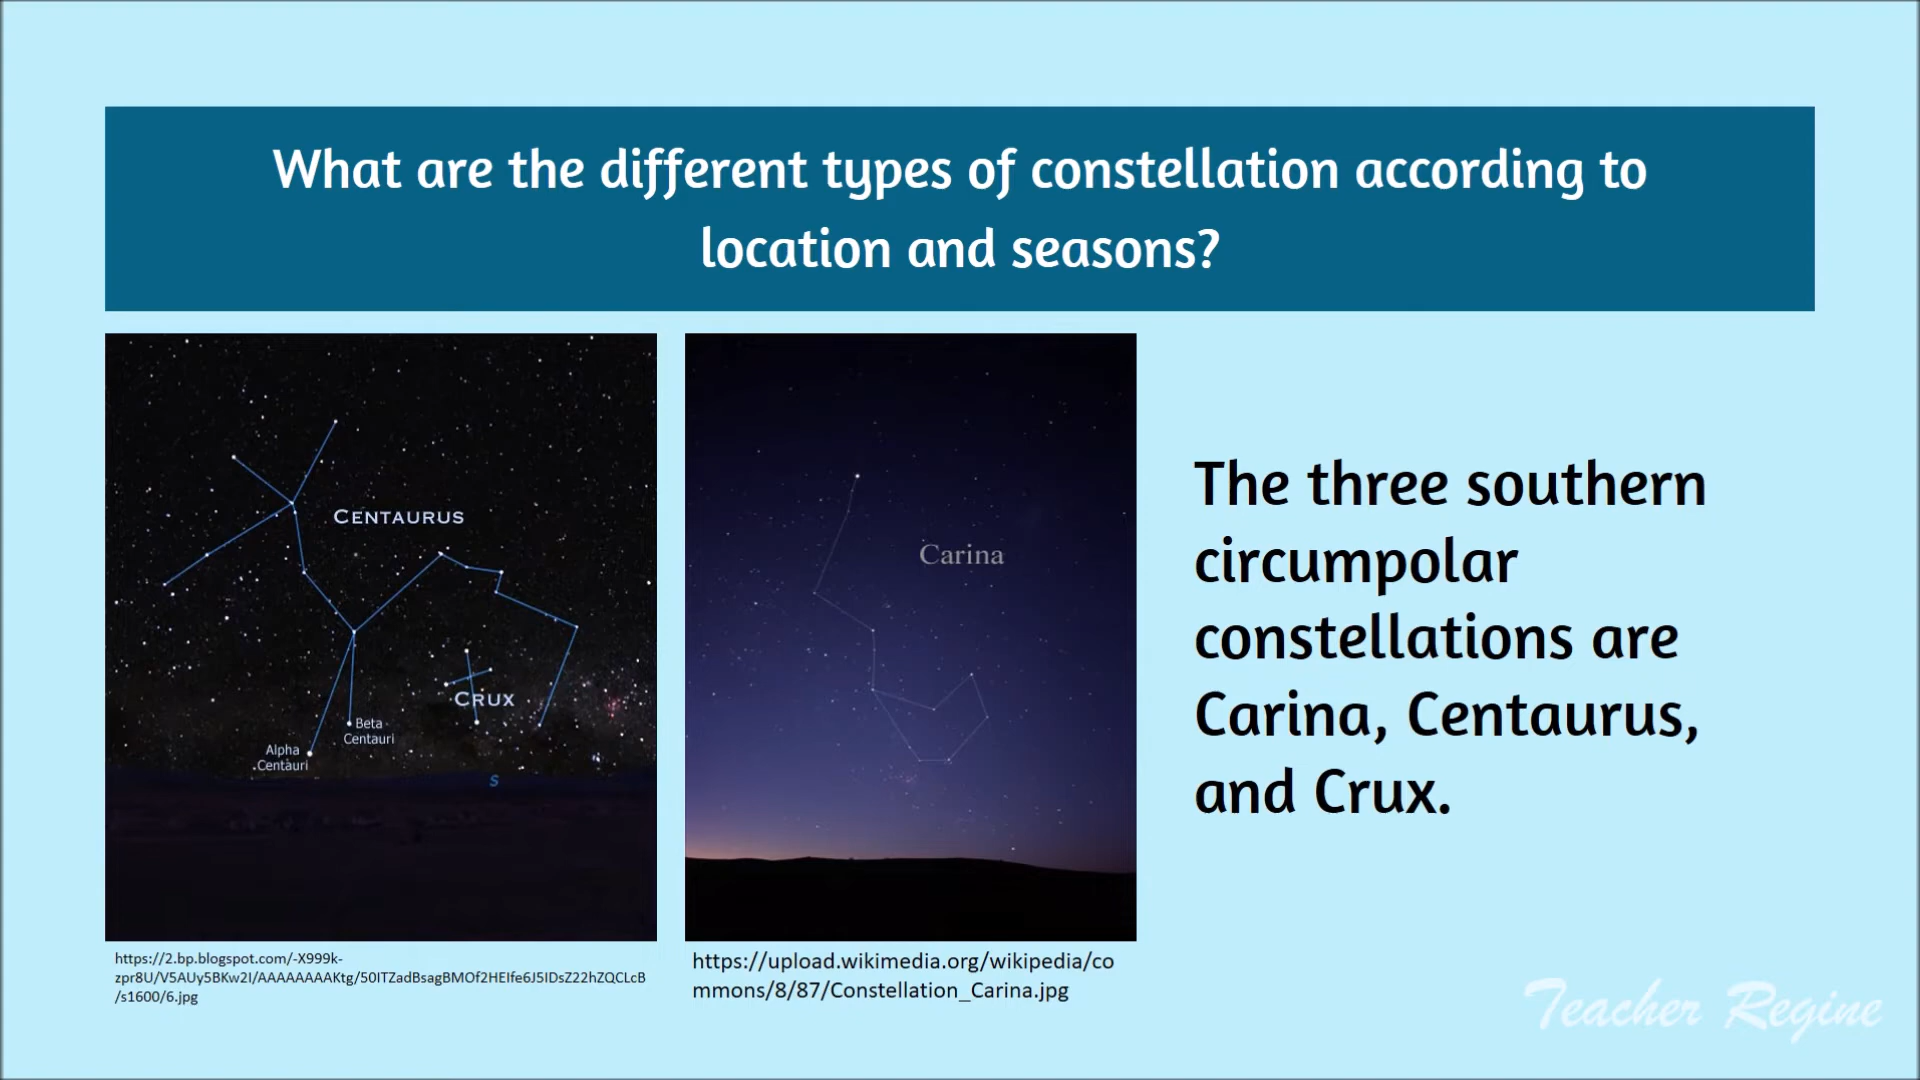 What are the different types of constellation according to
location and seasons?
CENTAURUS
CRUX
Beta
Centauri
Alpha
Centauri
S
Carina
The three southern
circumpolar
constellations are
Carina, Centaurus,
and Crux.
https://2.bp.blogspot.com/-X999k-
zpr8U/V5AUy5BKw2I/AAAAAAAAKtg/50ITZadBsagBMOf2HEIfe6J5IDsZ22hZQCLcB
/s1600/6.jpg
https://upload.wikimedia.org/wikipedia/co
mmons/8/87/Constellation_Carina.jpg
Teacher Regine